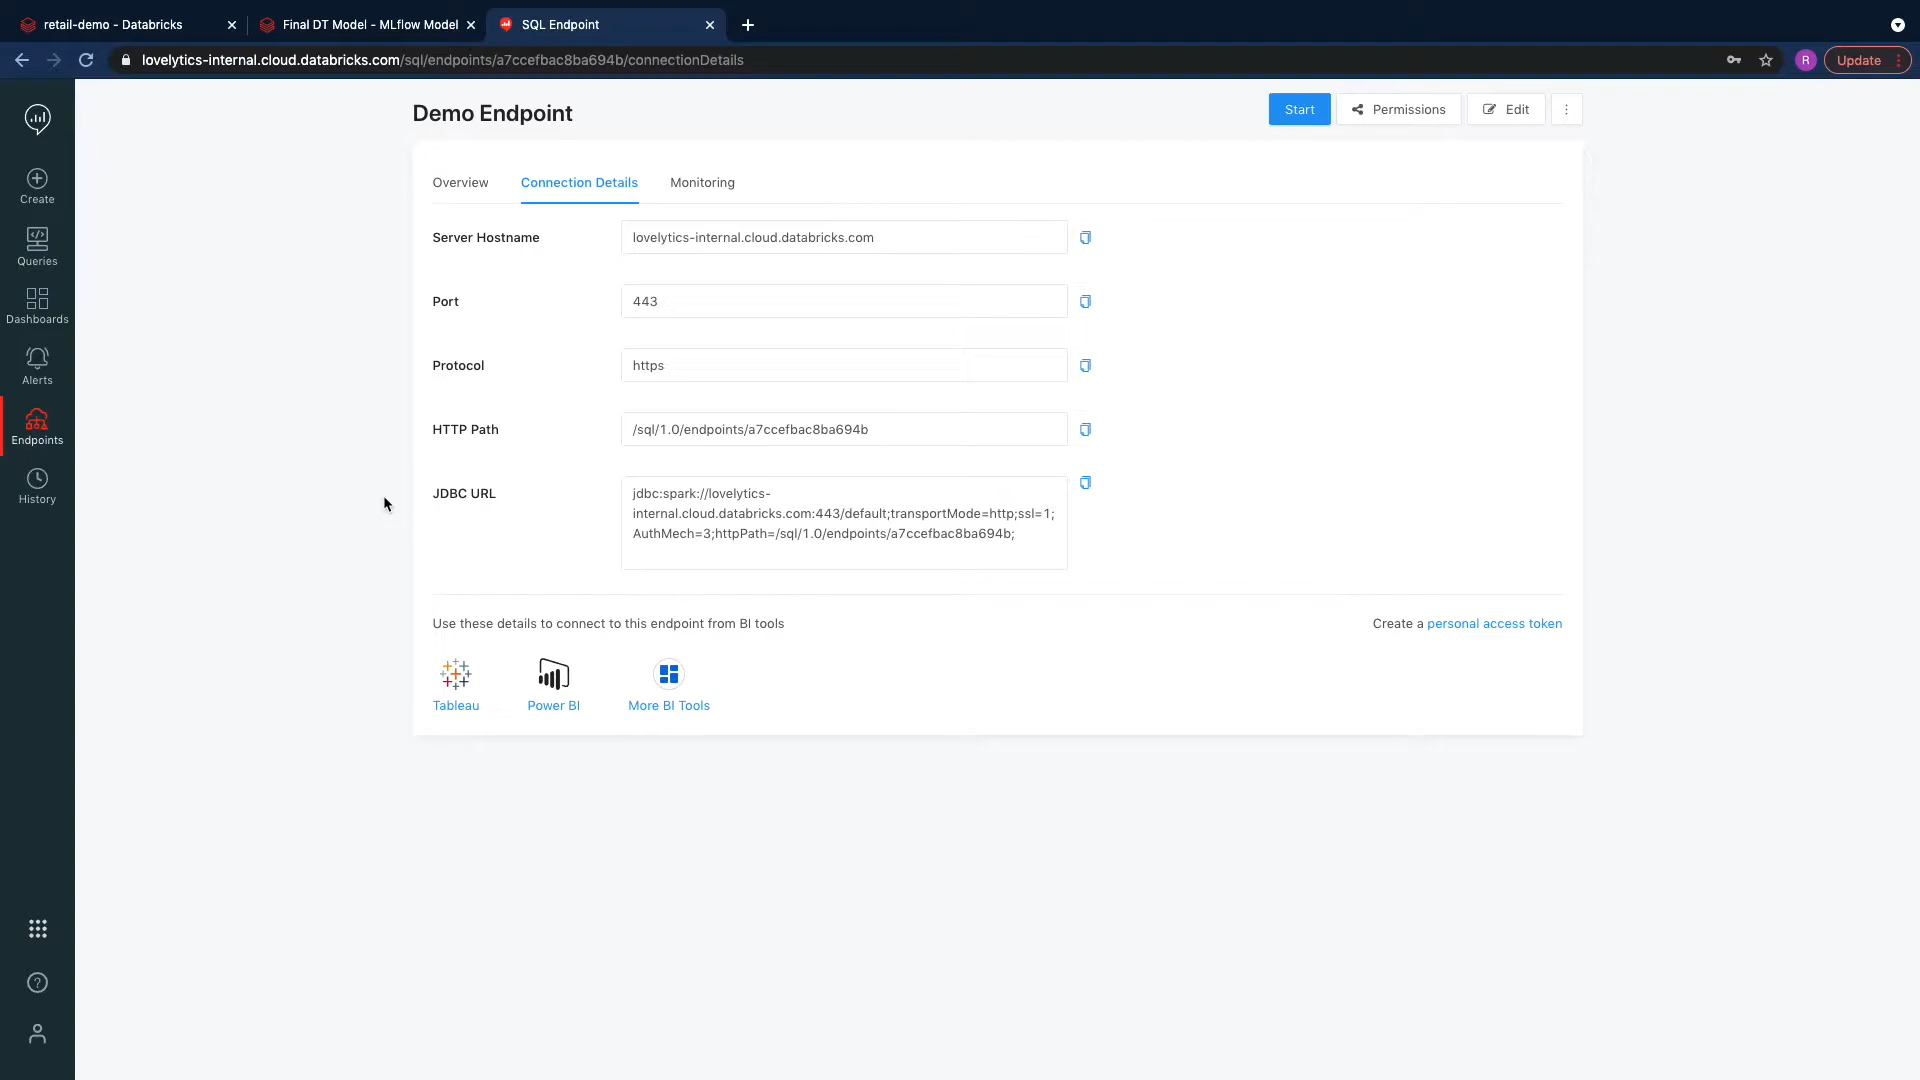 retail-demo - Databricks
Final DT Model - MLflow Model
SQL Endpoint
lovelytics-internal.cloud.databricks.com/sql/endpoints/a7ccefbac8ba694b/connectionDetails
R
Update
Demo Endpoint
Start
Permissions
Edit
Create
Queries
Dashboards
Alerts
Endpoints
History
Overview
Connection Details
Monitoring
Server Hostname
lovelytics-internal.cloud.databricks.com
Port
443
Protocol
https
HTTP Path
/sql/1.0/endpoints/a7ccefbac8ba694b
JDBC URL
jdbc:spark://lovelytics-
internal.cloud.databricks.com:443/default;transportMode=http;ssl=1;
AuthMech=3;httpPath=/sql/1.0/endpoints/a7ccefbac8ba694b;
Use these details to connect to this endpoint from BI tools
Create a personal access token
Tableau
Power BI
More BI Tools